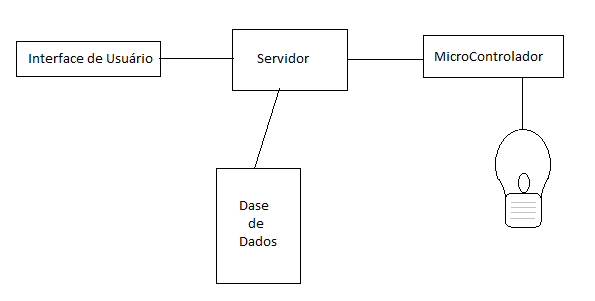 Interface de Usuário
Servidor
MicroControlador
Dase
de
Dados